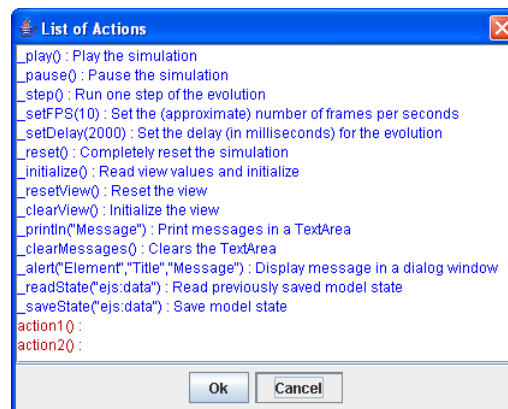 List of Actions
_play() : Play the simulation
_pause() : Pause the simulation
_step() : Run one step of the evolution
_setFPS(10) : Set the (approximate) number of frames per seconds
_setDelay(2000) : Set the delay (in milliseconds) for the evolution
_reset() : Completely reset the simulation
_initialize() : Read view values and initialize
_resetView() : Reset the view
_clearView() : Initialize the view
_println("Message") : Print messages in a TextArea
_clearMessages() : Clears the TextArea
_alert("Element","Title","Message") : Display message in a dialog window
_readState("ejs:data") : Read previously saved model state
_saveState("ejs:data") : Save model state
action1() :
action2() :
Ok Cancel